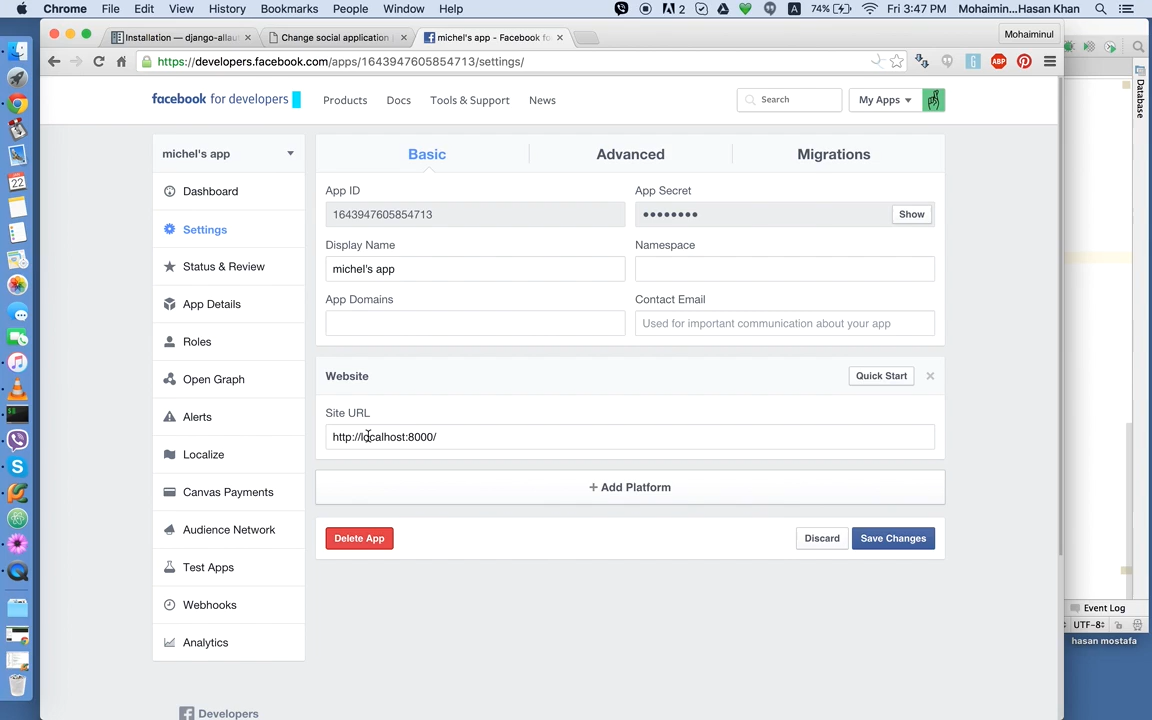 Chrome File Edit View History Bookmarks People Window Help
2 A 74% Fri 3:47 PM Mohaimin...Hasan Khan
Installation — django-allau × Change social application × michel's app - Facebook fo × Mohaiminul
https://developers.facebook.com/apps/1643947605854713/settings/
ABP
facebook for developers Products Docs Tools & Support News Search My Apps
Database
michel's app
Dashboard
Settings
Status & Review
App Details
Roles
Open Graph
Alerts
Localize
Canvas Payments
Audience Network
Test Apps
Webhooks
Analytics
Basic Advanced Migrations
App ID App Secret
1643947605854713 •••••••• Show
Display Name Namespace
michel's app
App Domains Contact Email
Used for important communication about your app
Website Quick Start ×
Site URL
http://localhost:8000/
+ Add Platform
Delete App Discard Save Changes
Developers
22
Event Log
UTF-8
hasan mostafa